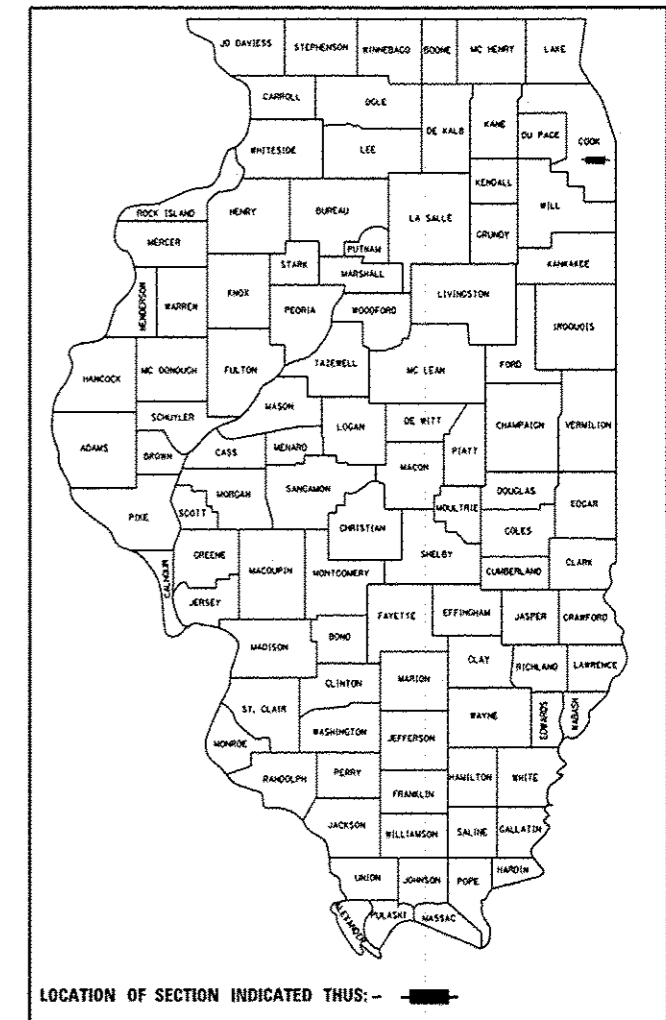 JO DAVIESS STEPHENSON WINNEBAGO BOONE MC HENRY LAKE
CARROLL OGLE DE KALB KANE DU PAGE COOK
WHITESIDE LEE KENDALL WILL
ROCK ISLAND HENRY BUREAU LA SALLE GRUNDY
MERCER PUTNAM KANKAKEE
STARK MARSHALL
HENDERSON WARREN KNOX PEORIA WOODFORD LIVINGSTON IROQUOIS
HANCOCK MC DONOUGH FULTON TAZEWELL MC LEAN FORD
SCHUYLER MASON LOGAN DE WITT CHAMPAIGN VERMILION
ADAMS BROWN CASS MENARD MACON PIATT
PIKE SCOTT MORGAN SANGAMON CHRISTIAN MOULTRIE DOUGLAS EDGAR
COLES
CALHOUN GREENE MACOUPIN MONTGOMERY SHELBY CUMBERLAND CLARK
JERSEY FAYETTE EFFINGHAM JASPER CRAWFORD
MADISON BOND CLAY RICHLAND LAWRENCE
CLINTON MARION
ST. CLAIR WASHINGTON WAYNE EDWARDS WABASH
MONROE JEFFERSON
RANDOLPH PERRY HAMILTON WHITE
FRANKLIN
JACKSON WILLIAMSON SALINE GALLATIN
UNION JOHNSON POPE HARDIN
ALEXANDER PULASKI MASSAC
LOCATION OF SECTION INDICATED THUS: -